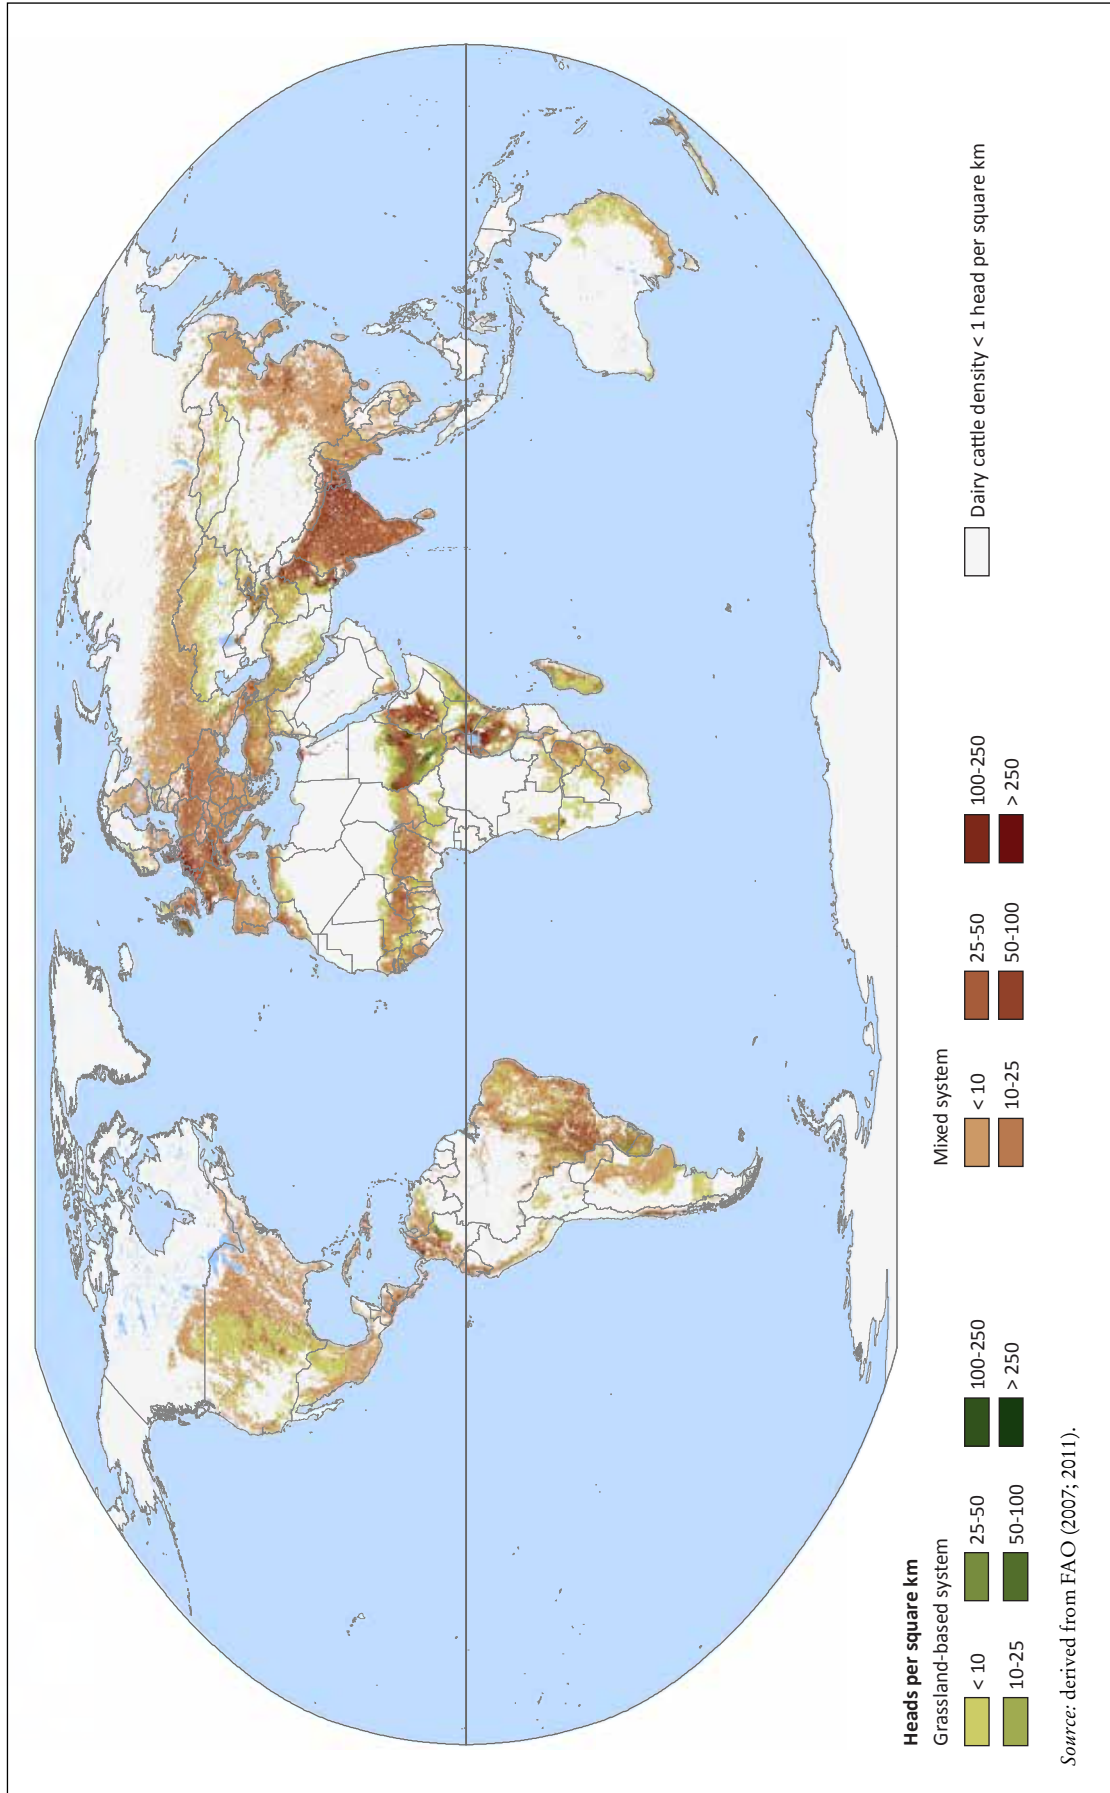 Heads per square km
Grassland-based system
< 10
25-50
100-250
10-25
50-100
> 250
Mixed system
< 10
25-50
100-250
10-25
50-100
> 250
Dairy cattle density < 1 head per square km
Source: derived from FAO (2007; 2011).